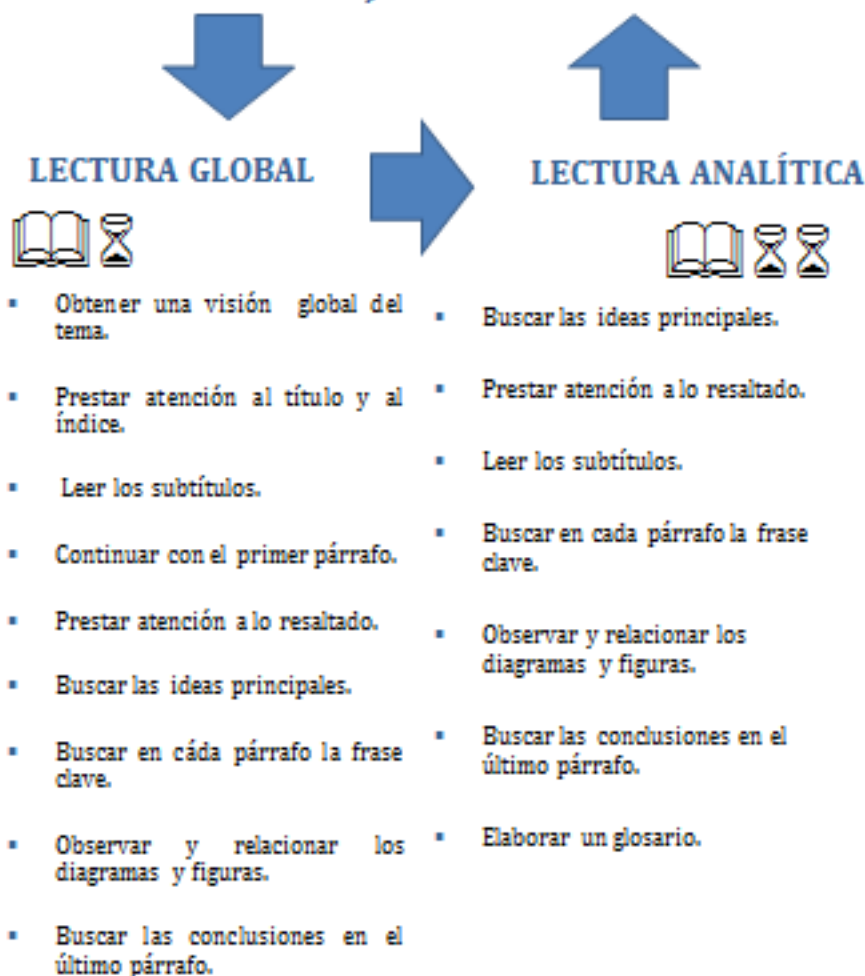 LECTURA GLOBAL
Obtener una visión global del
tema.
Prestar atención al título y al
índice.
Leer los subtítulos.
Continuar con el primer párrafo.
Prestar atención a lo resaltado.
Buscar las ideas principales.
Buscar en cáda párrafo la frase
clave.
Observar y relacionar los
diagramas y figuras.
Buscar las conclusiones en el
último párrafo.
LECTURA ANALÍTICA
Buscar las ideas principales.
Prestar atención a lo resaltado.
Leer los subtítulos.
Buscar en cada párrafo la frase
clave.
Observar y relacionar los
diagramas y figuras.
Buscar las conclusiones en el
último párrafo.
Elaborar un glosario.